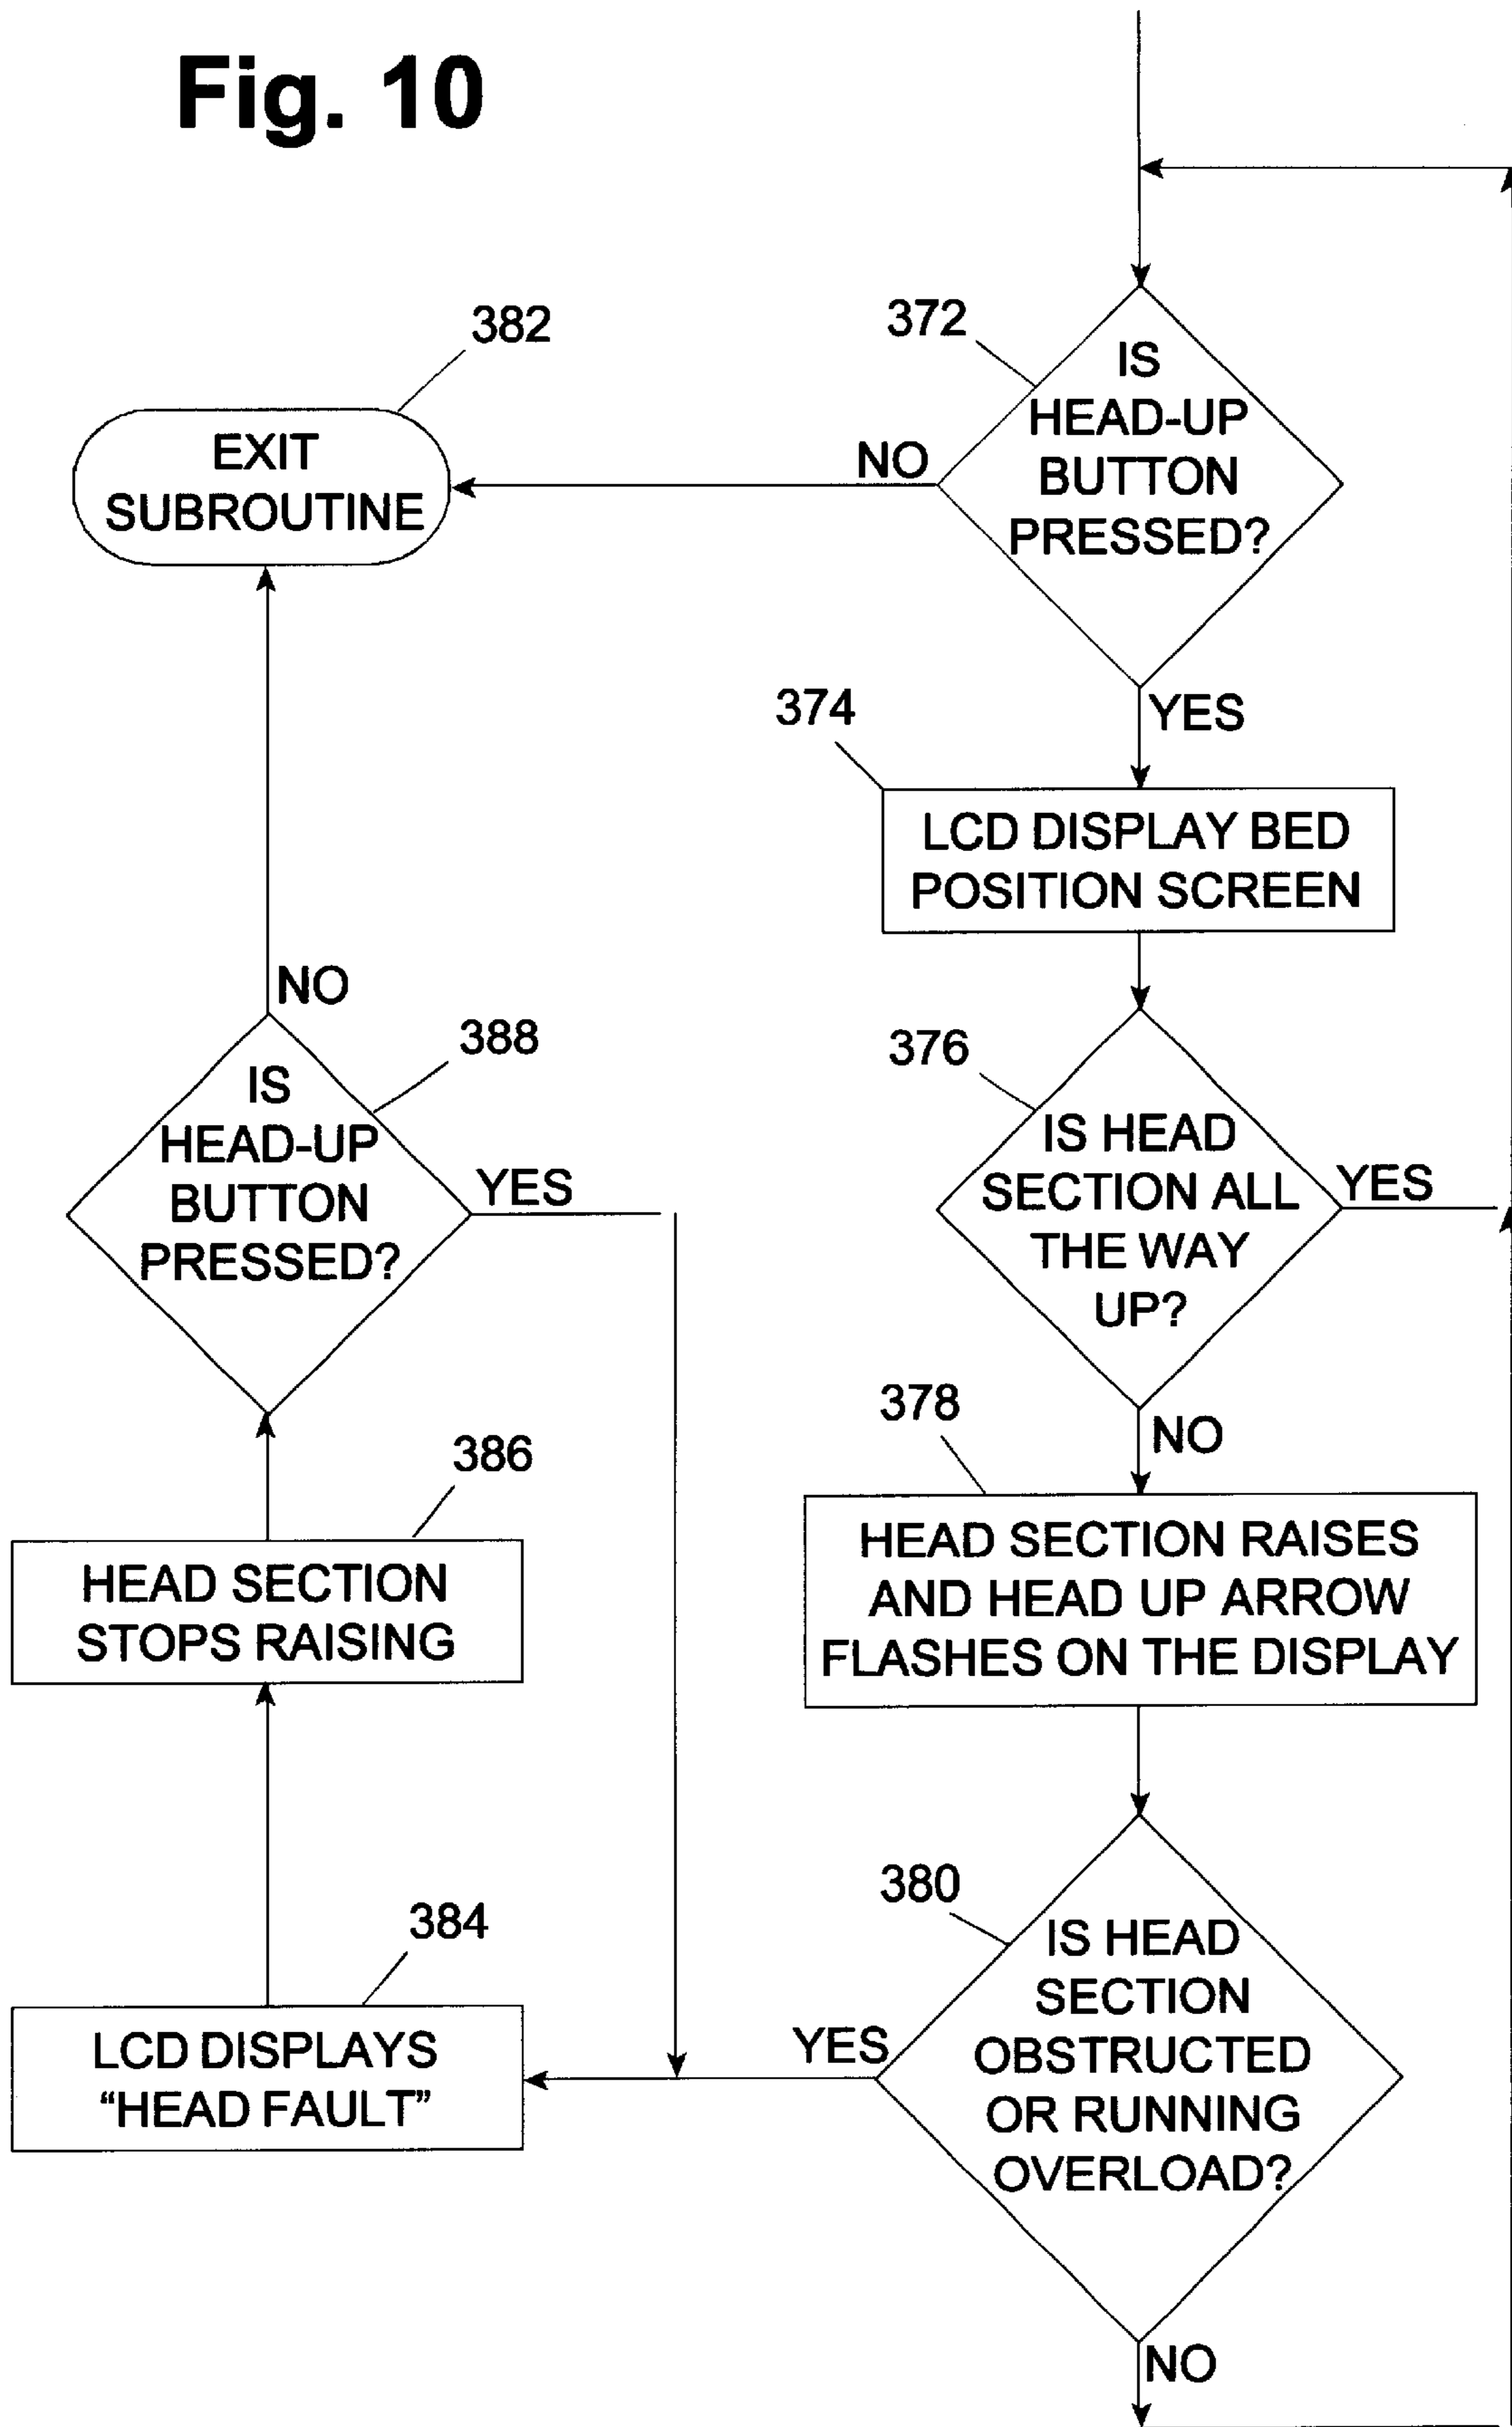 Fig. 10
372
IS
HEAD-UP
BUTTON
PRESSED?
NO
YES
382
EXIT
SUBROUTINE
374
LCD DISPLAY BED
POSITION SCREEN
376
IS HEAD
SECTION ALL
THE WAY
UP?
YES
NO
378
HEAD SECTION RAISES
AND HEAD UP ARROW
FLASHES ON THE DISPLAY
380
IS HEAD
SECTION
OBSTRUCTED
OR RUNNING
OVERLOAD?
YES
NO
384
LCD DISPLAYS
“HEAD FAULT”
386
HEAD SECTION
STOPS RAISING
388
IS
HEAD-UP
BUTTON
PRESSED?
YES
NO